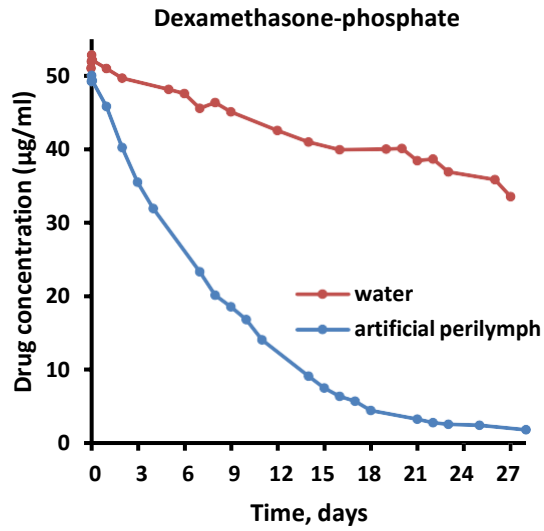 Dexamethasone-phosphate
Drug concentration (µg/ml)
50
40
30
20
10
0
water
artificial perilymph
0 3 6 9 12 15 18 21 24 27
Time, days